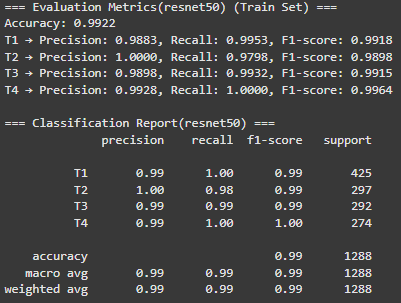 === Evaluation Metrics(resnet50) (Train Set) ===
Accuracy: 0.9922
T1 → Precision: 0.9883, Recall: 0.9953, F1-score: 0.9918
T2 → Precision: 1.0000, Recall: 0.9798, F1-score: 0.9898
T3 → Precision: 0.9898, Recall: 0.9932, F1-score: 0.9915
T4 → Precision: 0.9928, Recall: 1.0000, F1-score: 0.9964
=== Classification Report(resnet50) ===
precision recall f1-score support
T1 0.99 1.00 0.99 425
T2 1.00 0.98 0.99 297
T3 0.99 0.99 0.99 292
T4 0.99 1.00 1.00 274
accuracy 0.99 1288
macro avg 0.99 0.99 0.99 1288
weighted avg 0.99 0.99 0.99 1288